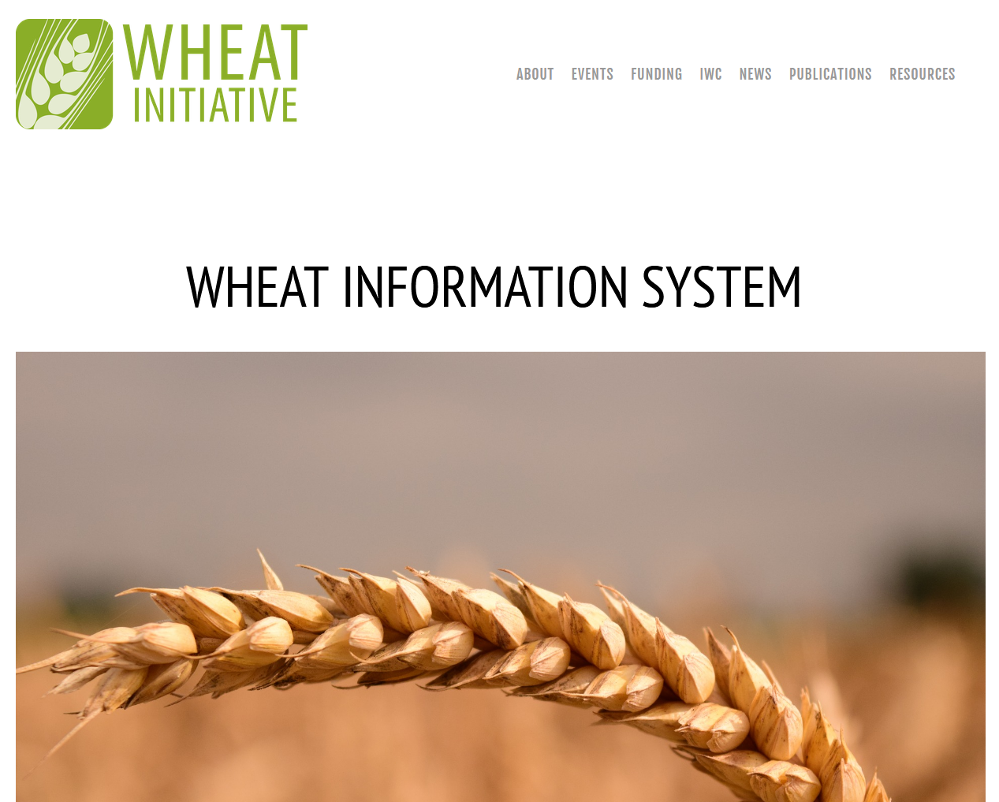 WHEAT
INITIATIVE
ABOUT EVENTS FUNDING IWC NEWS PUBLICATIONS RESOURCES
WHEAT INFORMATION SYSTEM